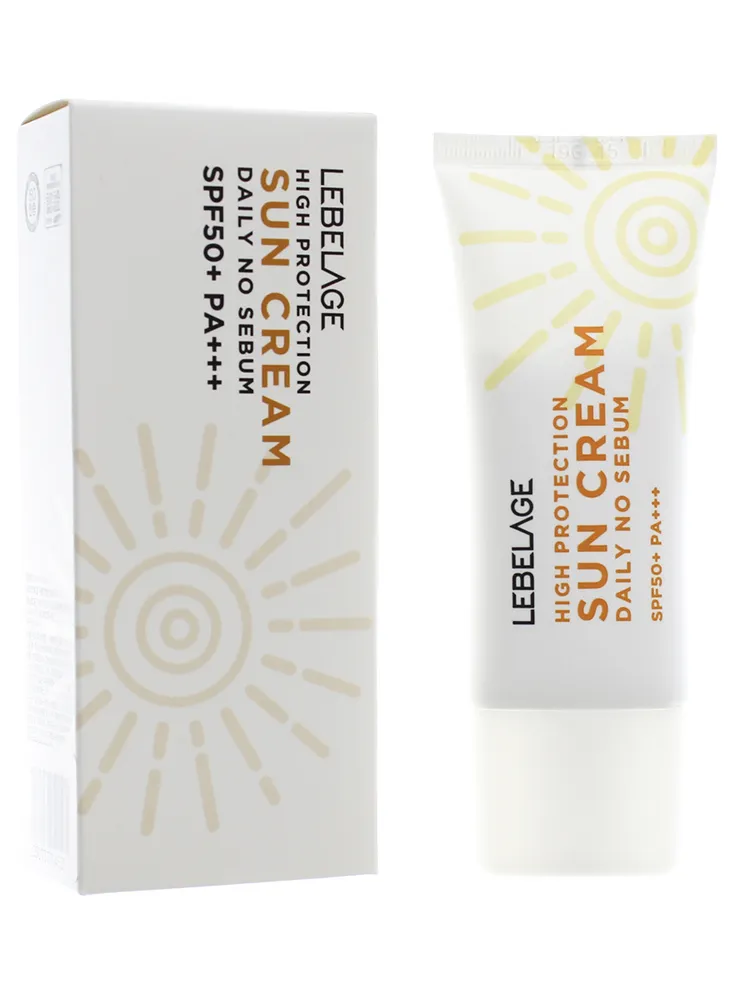 LEBELAGE
HIGH PROTECTION
SUN CREAM
DAILY NO SEBUM
SPF50+ PA+++
LEBELAGE
HIGH PROTECTION
SUN CREAM
DAILY NO SEBUM
SPF50+ PA+++